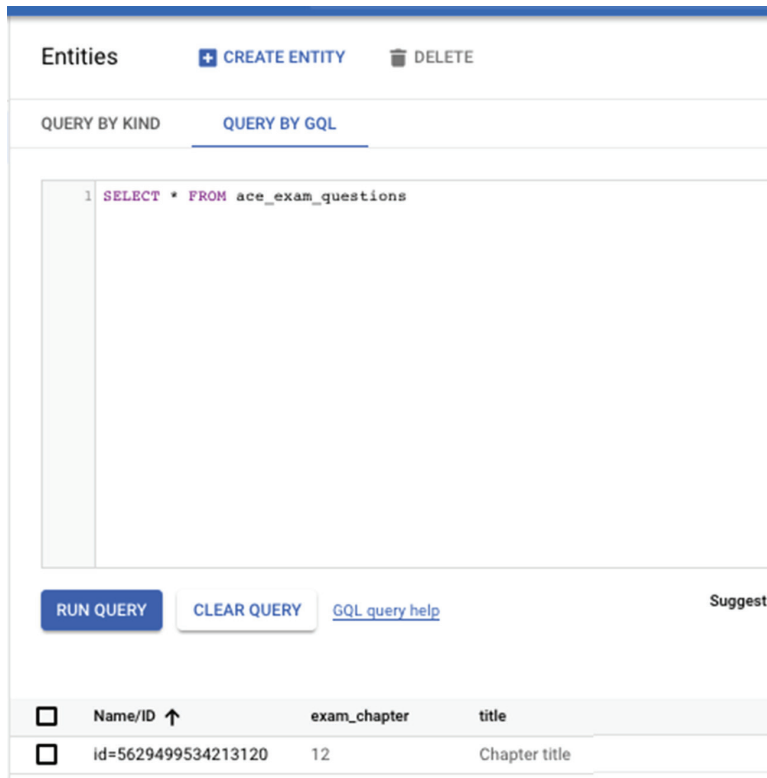 Entities CREATE ENTITY DELETE
QUERY BY KIND QUERY BY GQL
1 SELECT * FROM ace_exam_questions
RUN QUERY CLEAR QUERY GQL query help Suggest
Name/ID ↑ exam_chapter title
id=5629499534213120 12 Chapter title